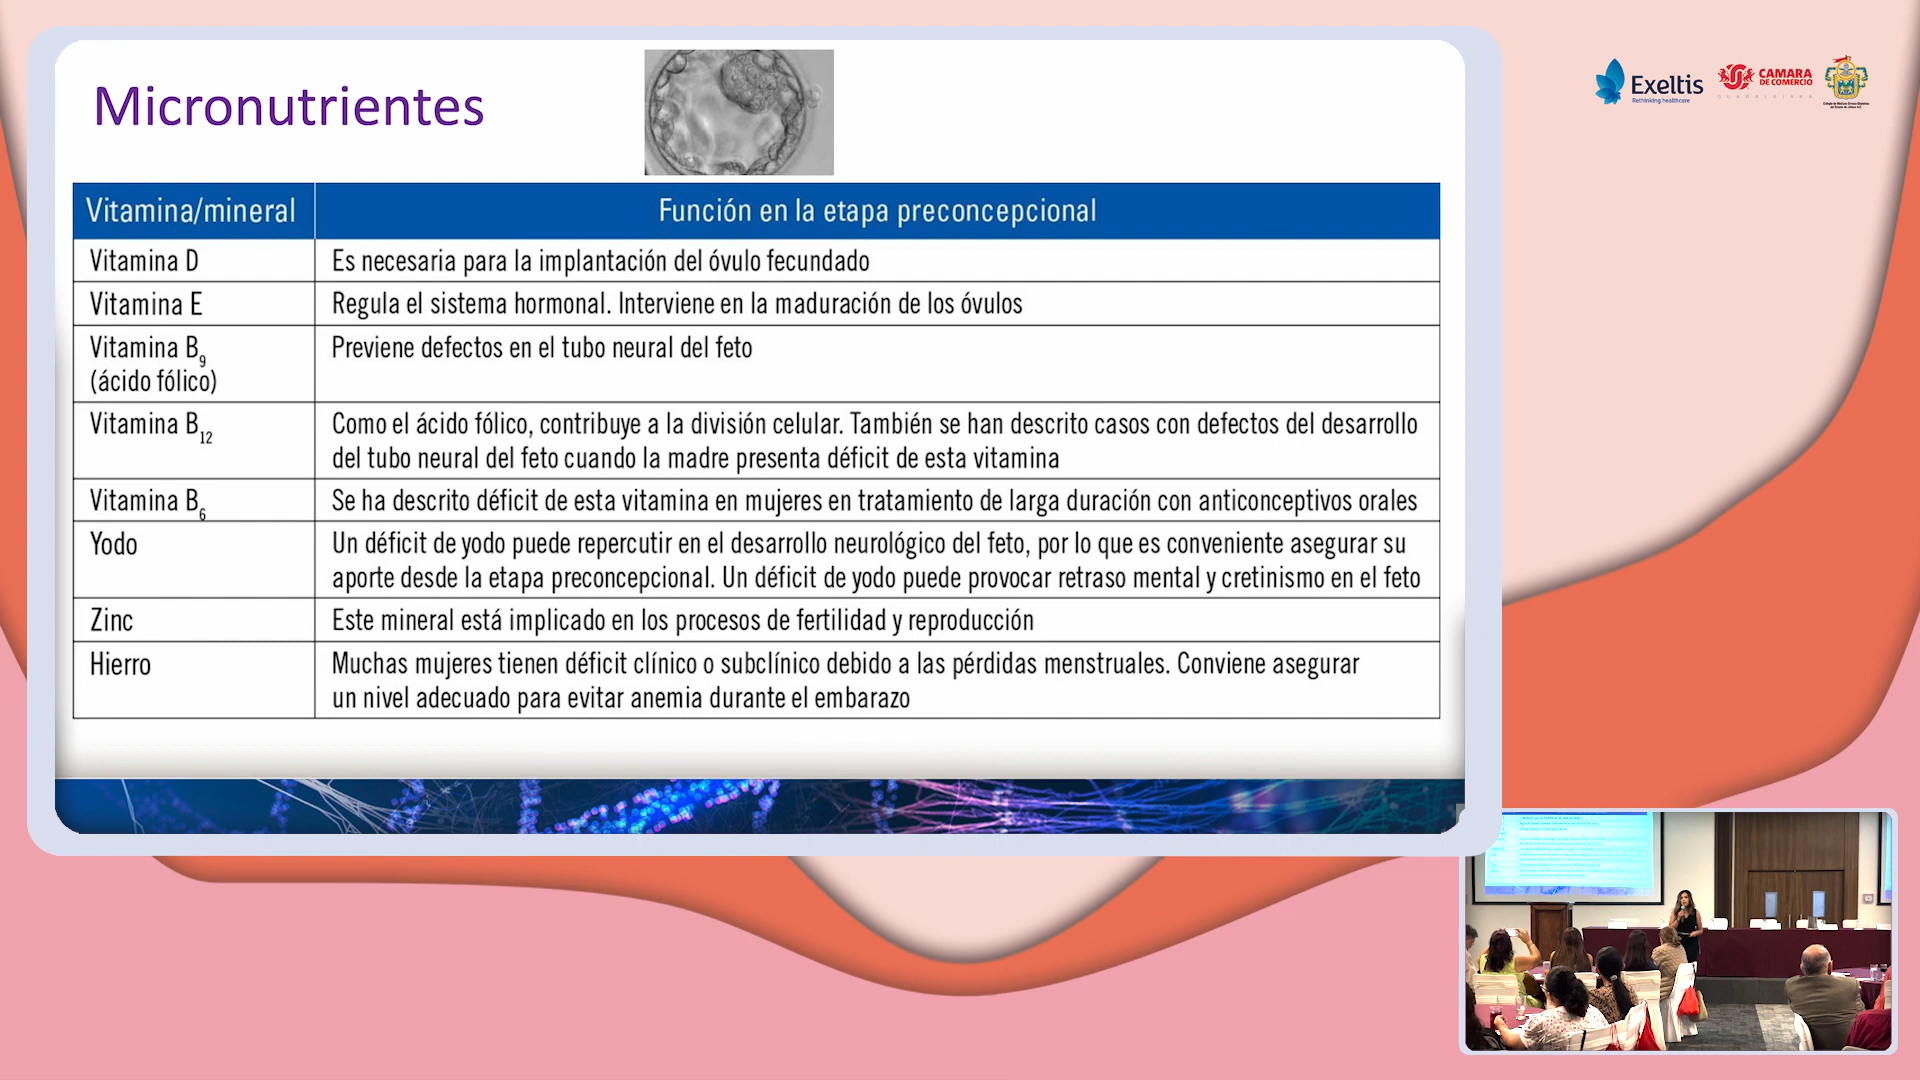 Micronutrientes
Exeltis
Rethinking healthcare
CAMARA
DE COMERCIO
GUADALAJARA
Vitamina/mineral
Función en la etapa preconcepcional
Vitamina D
Es necesaria para la implantación del óvulo fecundado
Vitamina E
Regula el sistema hormonal. Interviene en la maduración de los óvulos
Vitamina B9
(ácido fólico)
Previene defectos en el tubo neural del feto
Vitamina B12
Como el ácido fólico, contribuye a la división celular. También se han descrito casos con defectos del desarrollo
del tubo neural del feto cuando la madre presenta déficit de esta vitamina
Vitamina B6
Se ha descrito déficit de esta vitamina en mujeres en tratamiento de larga duración con anticonceptivos orales
Yodo
Un déficit de yodo puede repercutir en el desarrollo neurológico del feto, por lo que es conveniente asegurar su
aporte desde la etapa preconcepcional. Un déficit de yodo puede provocar retraso mental y cretinismo en el feto
Zinc
Este mineral está implicado en los procesos de fertilidad y reproducción
Hierro
Muchas mujeres tienen déficit clínico o subclínico debido a las pérdidas menstruales. Conviene asegurar
un nivel adecuado para evitar anemia durante el embarazo